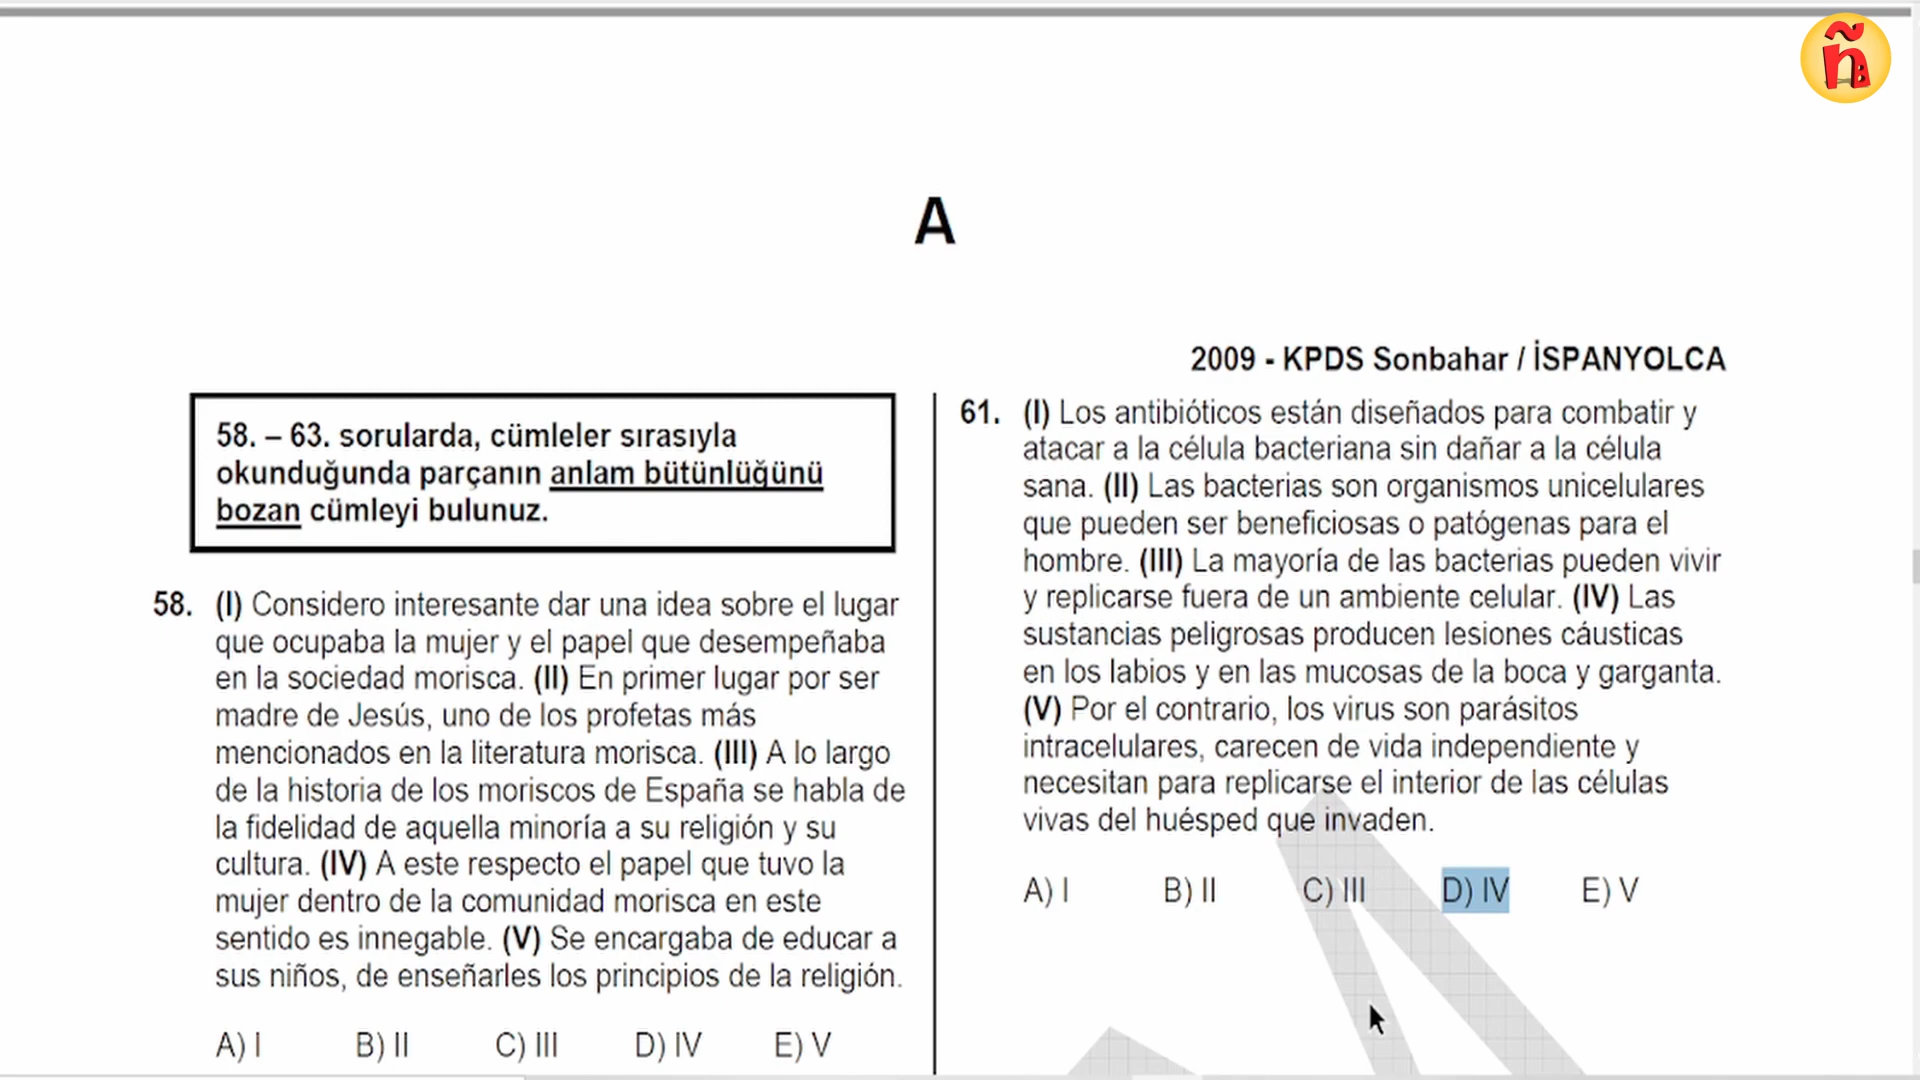 ñ
A
2009 - KPDS Sonbahar / İSPANYOLCA
58. – 63. sorularda, cümleler sırasıyla
okunduğunda parçanın anlam bütünlüğünü
bozan cümleyi bulunuz.
58. (I) Considero interesante dar una idea sobre el lugar
que ocupaba la mujer y el papel que desempeñaba
en la sociedad morisca. (II) En primer lugar por ser
madre de Jesús, uno de los profetas más
mencionados en la literatura morisca. (III) A lo largo
de la historia de los moriscos de España se habla de
la fidelidad de aquella minoría a su religión y su
cultura. (IV) A este respecto el papel que tuvo la
mujer dentro de la comunidad morisca en este
sentido es innegable. (V) Se encargaba de educar a
sus niños, de enseñarles los principios de la religión.
A) I B) II C) III D) IV E) V
61. (I) Los antibióticos están diseñados para combatir y
atacar a la célula bacteriana sin dañar a la célula
sana. (II) Las bacterias son organismos unicelulares
que pueden ser beneficiosas o patógenas para el
hombre. (III) La mayoría de las bacterias pueden vivir
y replicarse fuera de un ambiente celular. (IV) Las
sustancias peligrosas producen lesiones cáusticas
en los labios y en las mucosas de la boca y garganta.
(V) Por el contrario, los virus son parásitos
intracelulares, carecen de vida independiente y
necesitan para replicarse el interior de las células
vivas del huésped que invaden.
A) I B) II C) III D) IV E) V